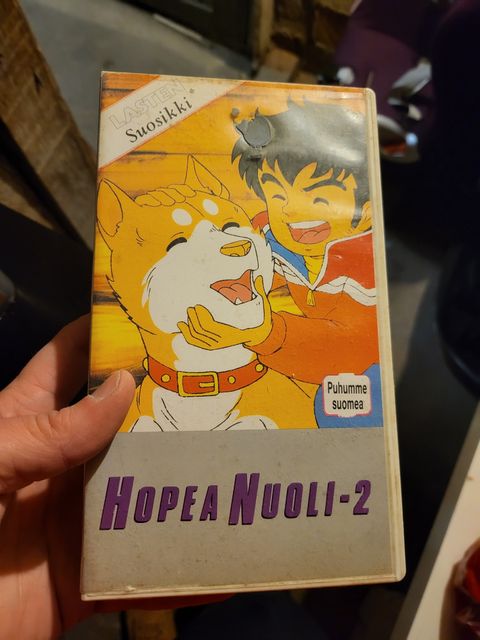 LASTEN
Suosikki
Puhumme
suomea
HOPEA NUOLI-2